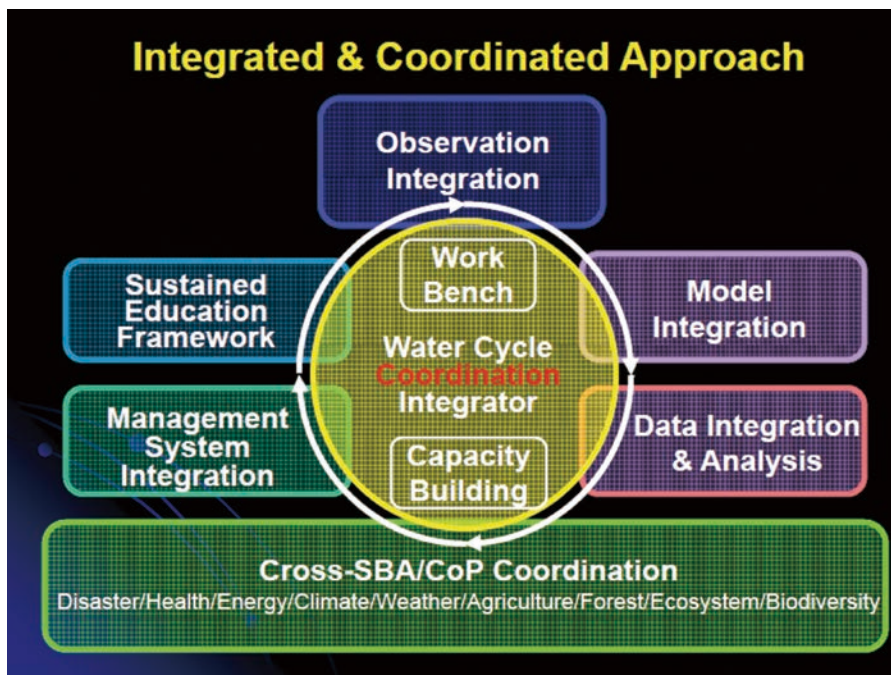 Integrated & Coordinated Approach
Observation
Integration
Work
Bench
Sustained
Education
Framework
Model
Integration
Water Cycle
Coordination
Integrator
Management
System
Integration
Data Integration
& Analysis
Capacity
Building
Cross-SBA/CoP Coordination
Disaster/Health/Energy/Climate/Weather/Agriculture/Forest/Ecosystem/Biodiversity